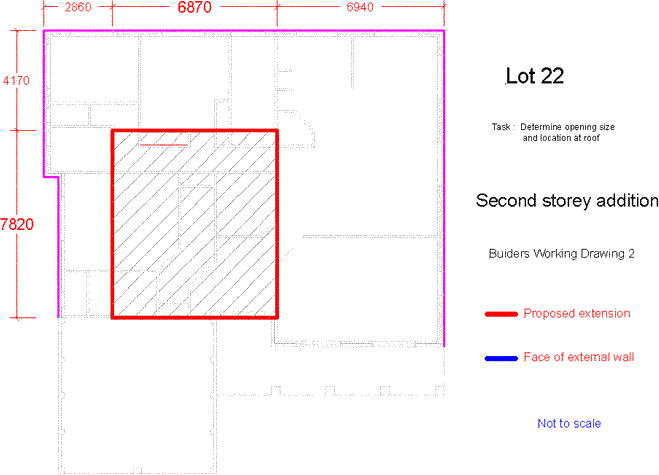 2860 6870 6940
4170
7820
Lot 22
Task : Determine opening size
and location at roof
Second storey addition
Buiders Working Drawing 2
Proposed extension
Face of external wall
Not to scale